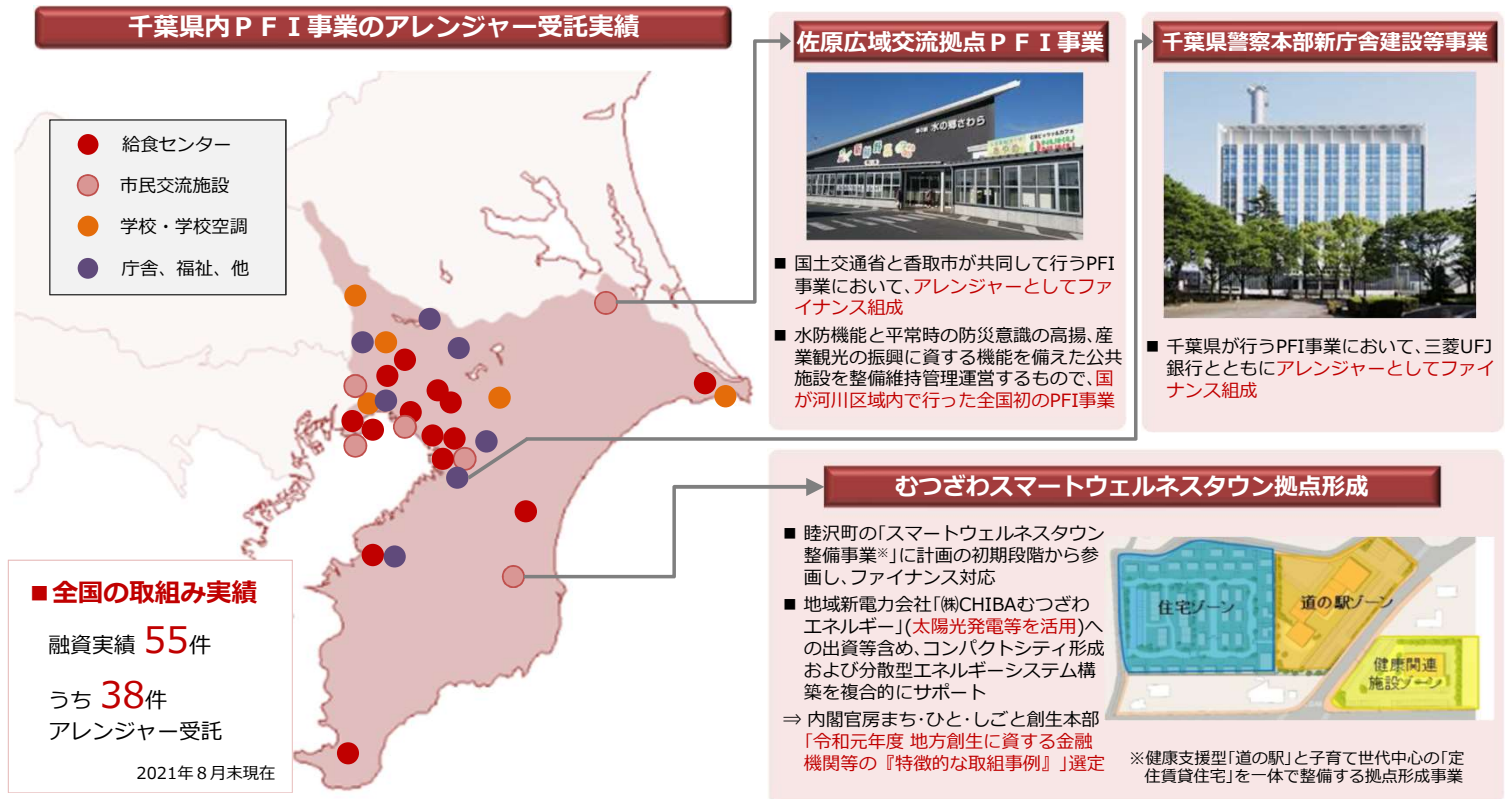 千葉県内ＰＦＩ事業のアレンジャー受託実績
給食センター
市民交流施設
学校・学校空調
庁舎、福祉、他
■全国の取組み実績
融資実績 55件
うち 38件
アレンジャー受託
2021年８月末現在
佐原広域交流拠点ＰＦＩ事業
水の郷さわら
■ 国土交通省と香取市が共同して行うPFI
事業において、アレンジャーとしてファ
イナンス組成
■ 水防機能と平常時の防災意識の高揚、産
業観光の振興に資する機能を備えた公共
施設を整備維持管理運営するもので、国
が河川区域内で行った全国初のPFI事業
千葉県警察本部新庁舎建設等事業
■ 千葉県が行うPFI事業において、三菱UFJ
銀行とともにアレンジャーとしてファイ
ナンス組成
むつざわスマートウェルネスタウン拠点形成
■ 睦沢町の「スマートウェルネスタウン
整備事業※」に計画の初期段階から参
画し、ファイナンス対応
■ 地域新電力会社「㈱CHIBAむつざわ
エネルギー」(太陽光発電等を活用)へ
の出資等含め、コンパクトシティ形成
および分散型エネルギーシステム構
築を複合的にサポート
⇒ 内閣官房まち･ひと･しごと創生本部
「令和元年度 地方創生に資する金融
機関等の『特徴的な取組事例』」選定
住宅ゾーン
道の駅ゾーン
健康関連
施設ゾーン
※健康支援型「道の駅」と子育て世代中心の「定
住賃貸住宅」を一体で整備する拠点形成事業